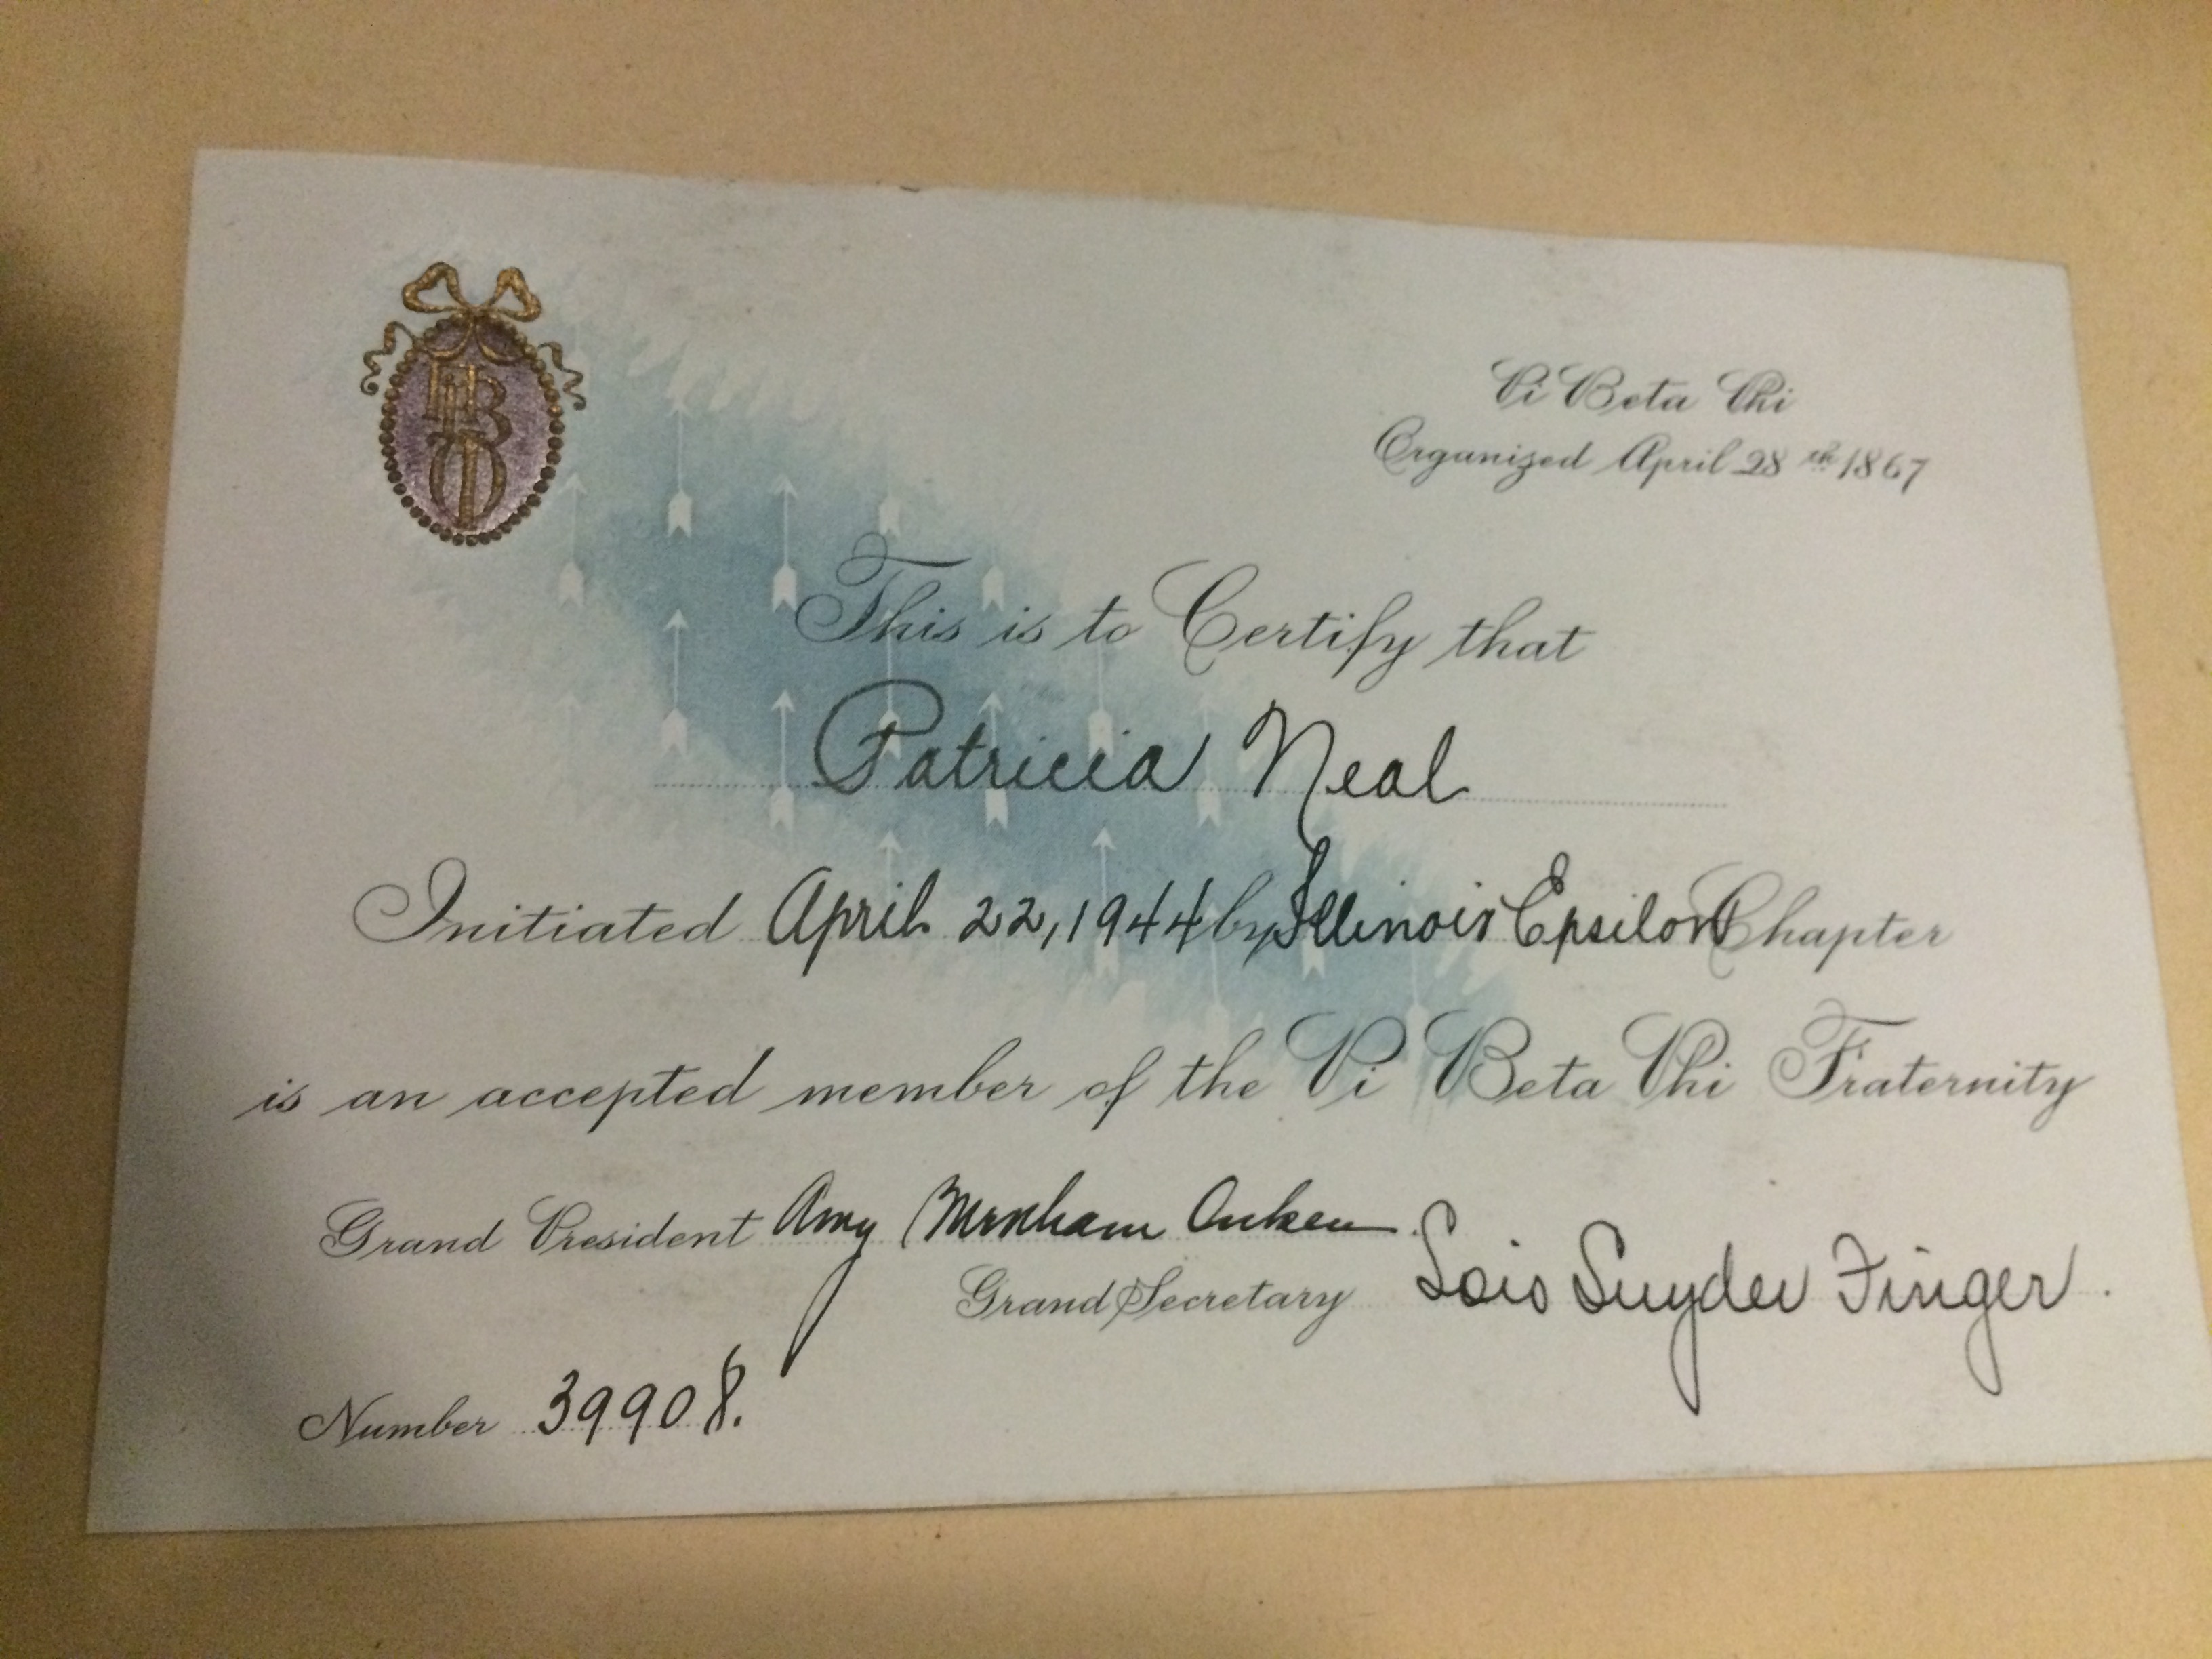 ΠΒΦ
Pi Beta Phi
Organized April 28th 1867
This is to Certify that
Patricia Neal
Initiated April 22, 1944 by Illinois Epsilon Chapter
is an accepted member of the Pi Beta Phi Fraternity
Grand President Amy Burnham Onken
Grand Secretary Lois Snyder Finger
Number 39908.